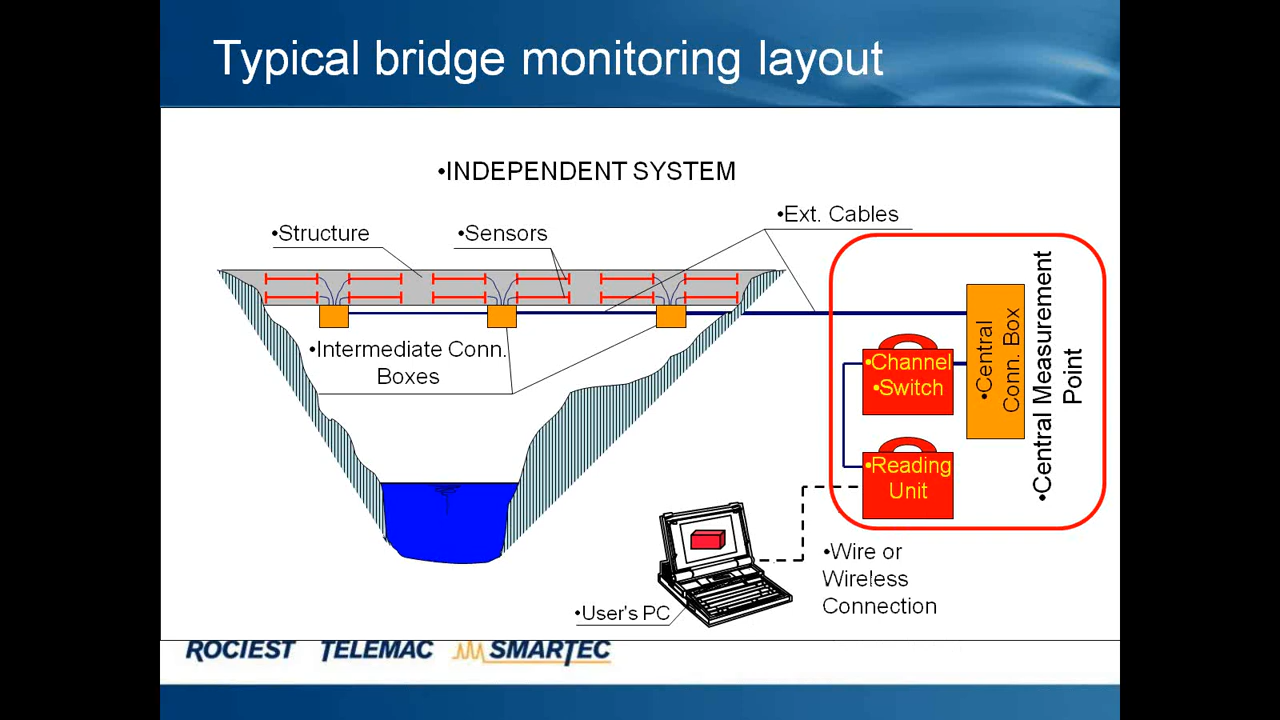 Typical bridge monitoring layout
•INDEPENDENT SYSTEM
•Ext. Cables
•Structure
•Sensors
•Intermediate Conn.
Boxes
•Channel
•Switch
•Central
Conn. Box
•Central Measurement
Point
•Reading
Unit
•Wire or
Wireless
Connection
•User's PC
ROCIEST TELEMAC SMARTEC